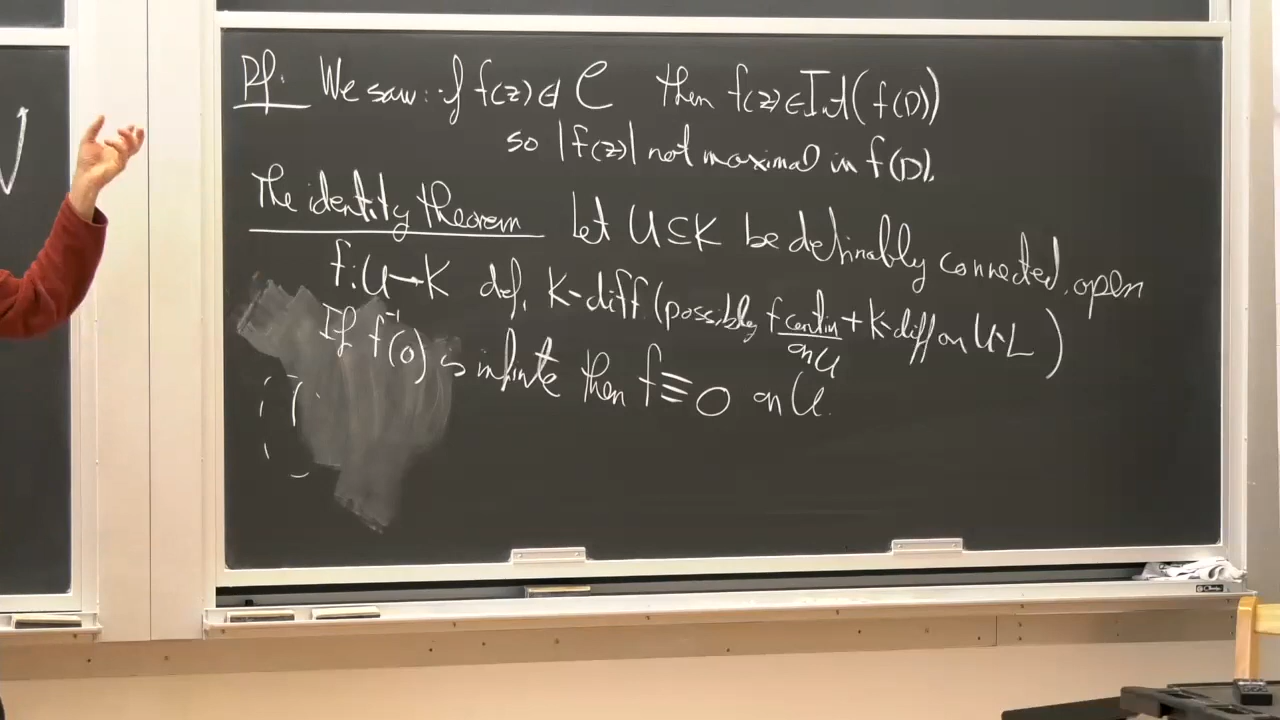 Pf: We saw: if f(z)∉ C then f(z)∈Int(f(D))
so |f(z)| not maximal in f(D).
The identity theorem Let U⊆K be definably connected, open
f:U→K def. K-diff (possibly f contin on U + K-diff on U∖L)
If f⁻¹(0) is infinite then f≡0 on U.